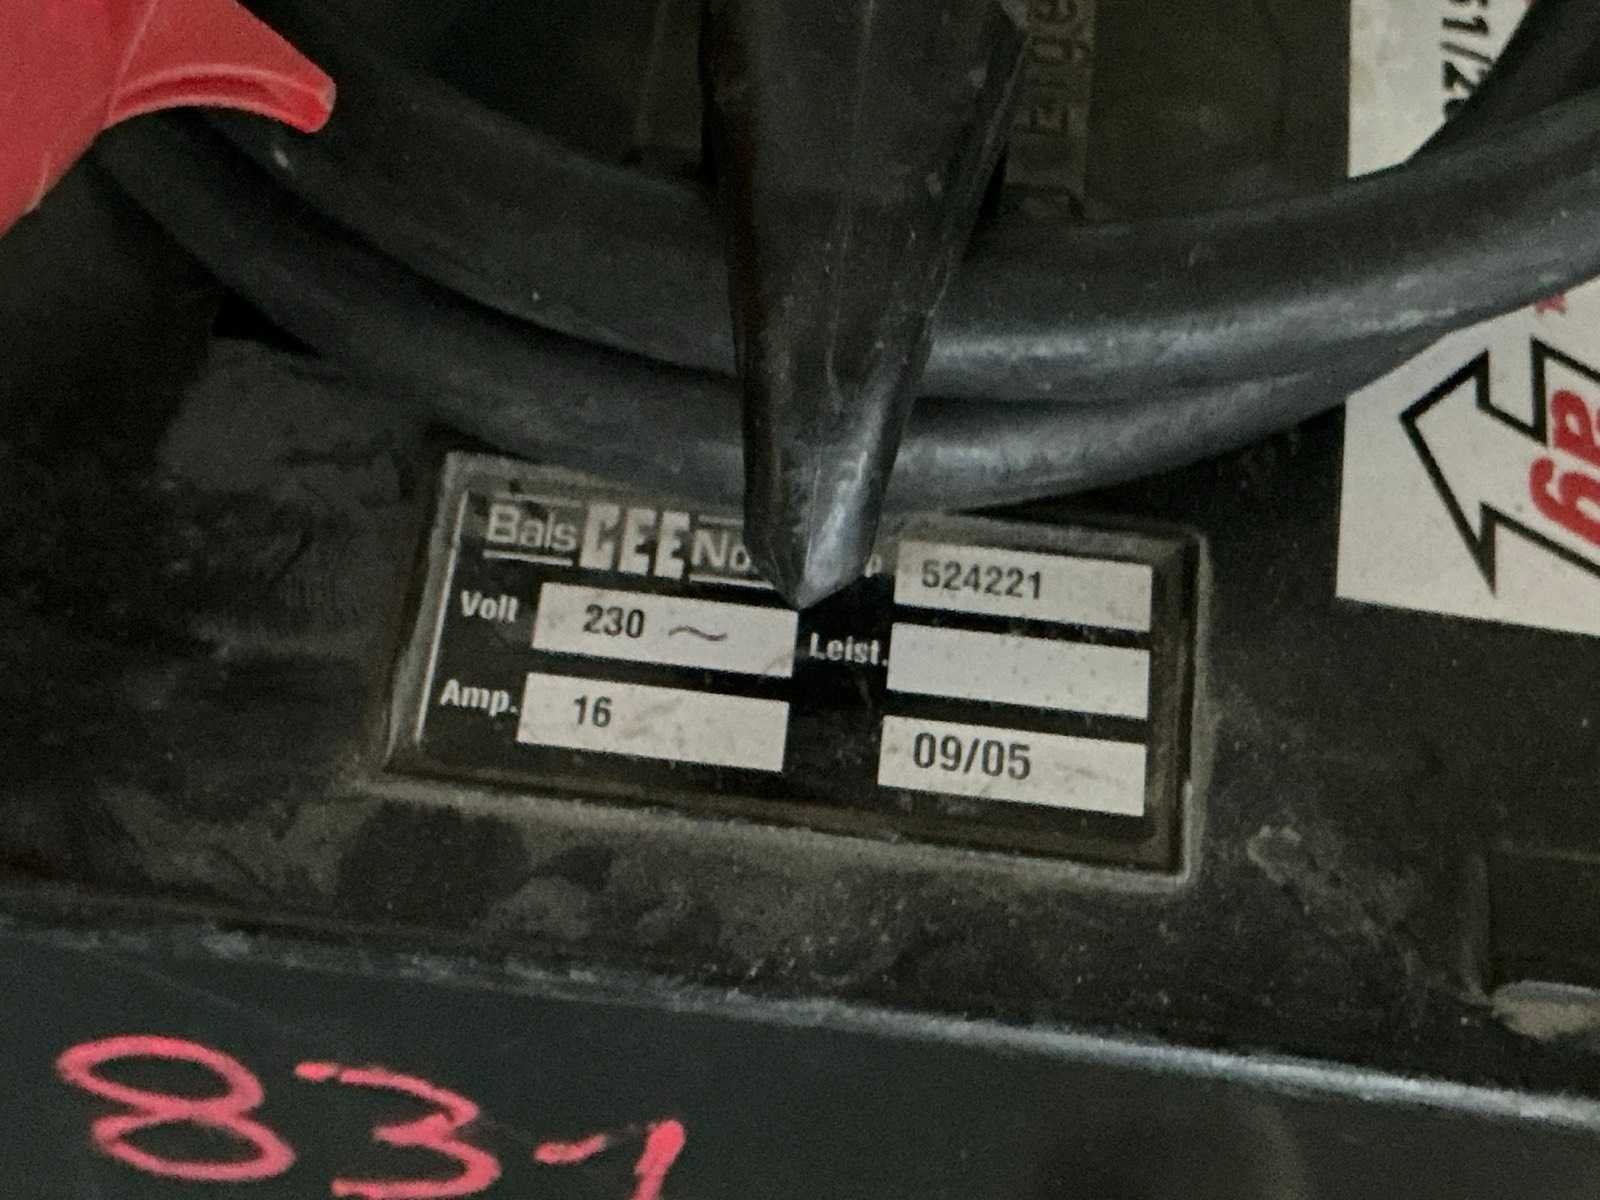 Bals CEE No
524221
Volt 230 ~ Leist.
Amp. 16 09/05
83-1